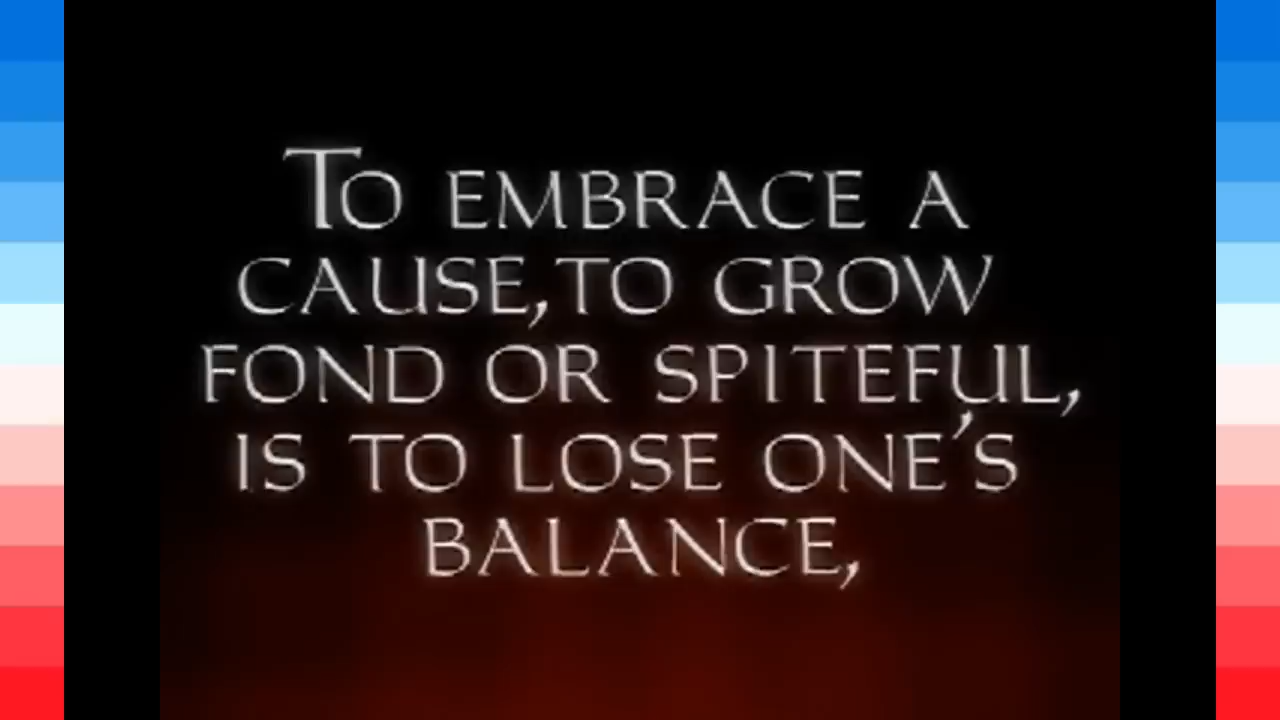 To EMBRACE A
CAUSE, TO GROW
FOND OR SPITEFUL,
IS TO LOSE ONE'S
BALANCE,